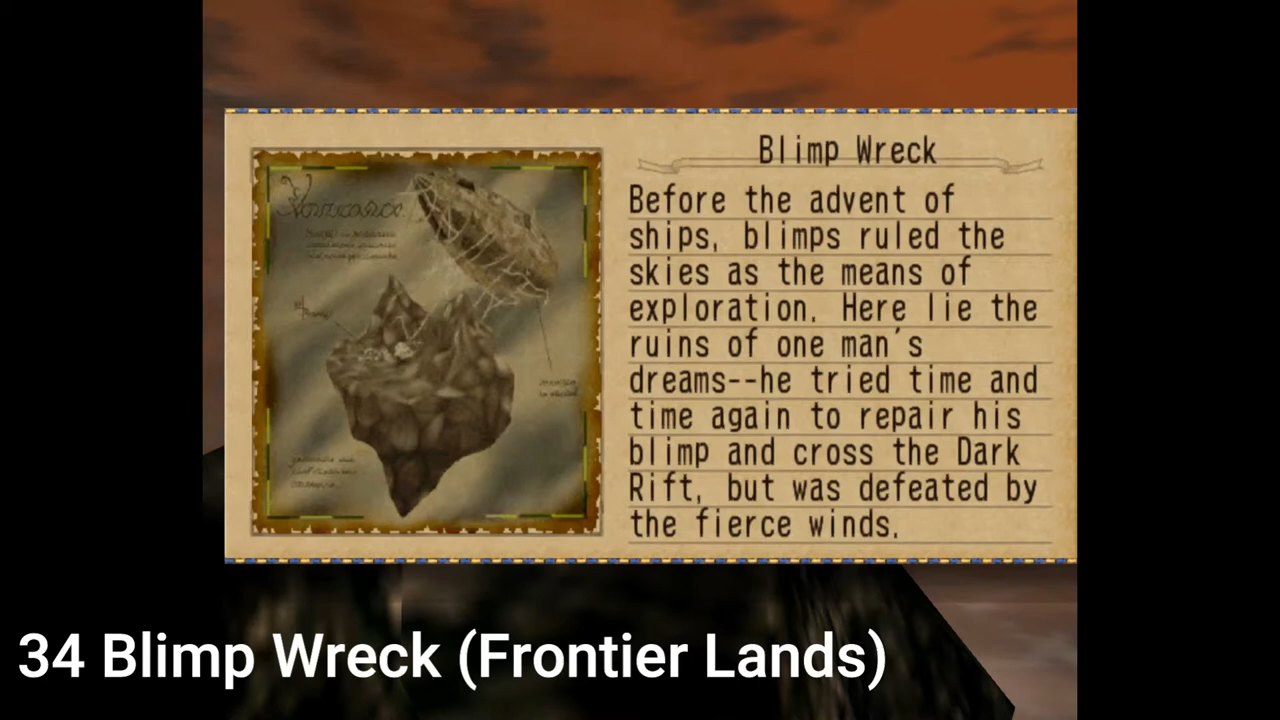 Blimp Wreck
Before the advent of
ships, blimps ruled the
skies as the means of
exploration. Here lie the
ruins of one man's
dreams--he tried time and
time again to repair his
blimp and cross the Dark
Rift, but was defeated by
the fierce winds.
34 Blimp Wreck (Frontier Lands)